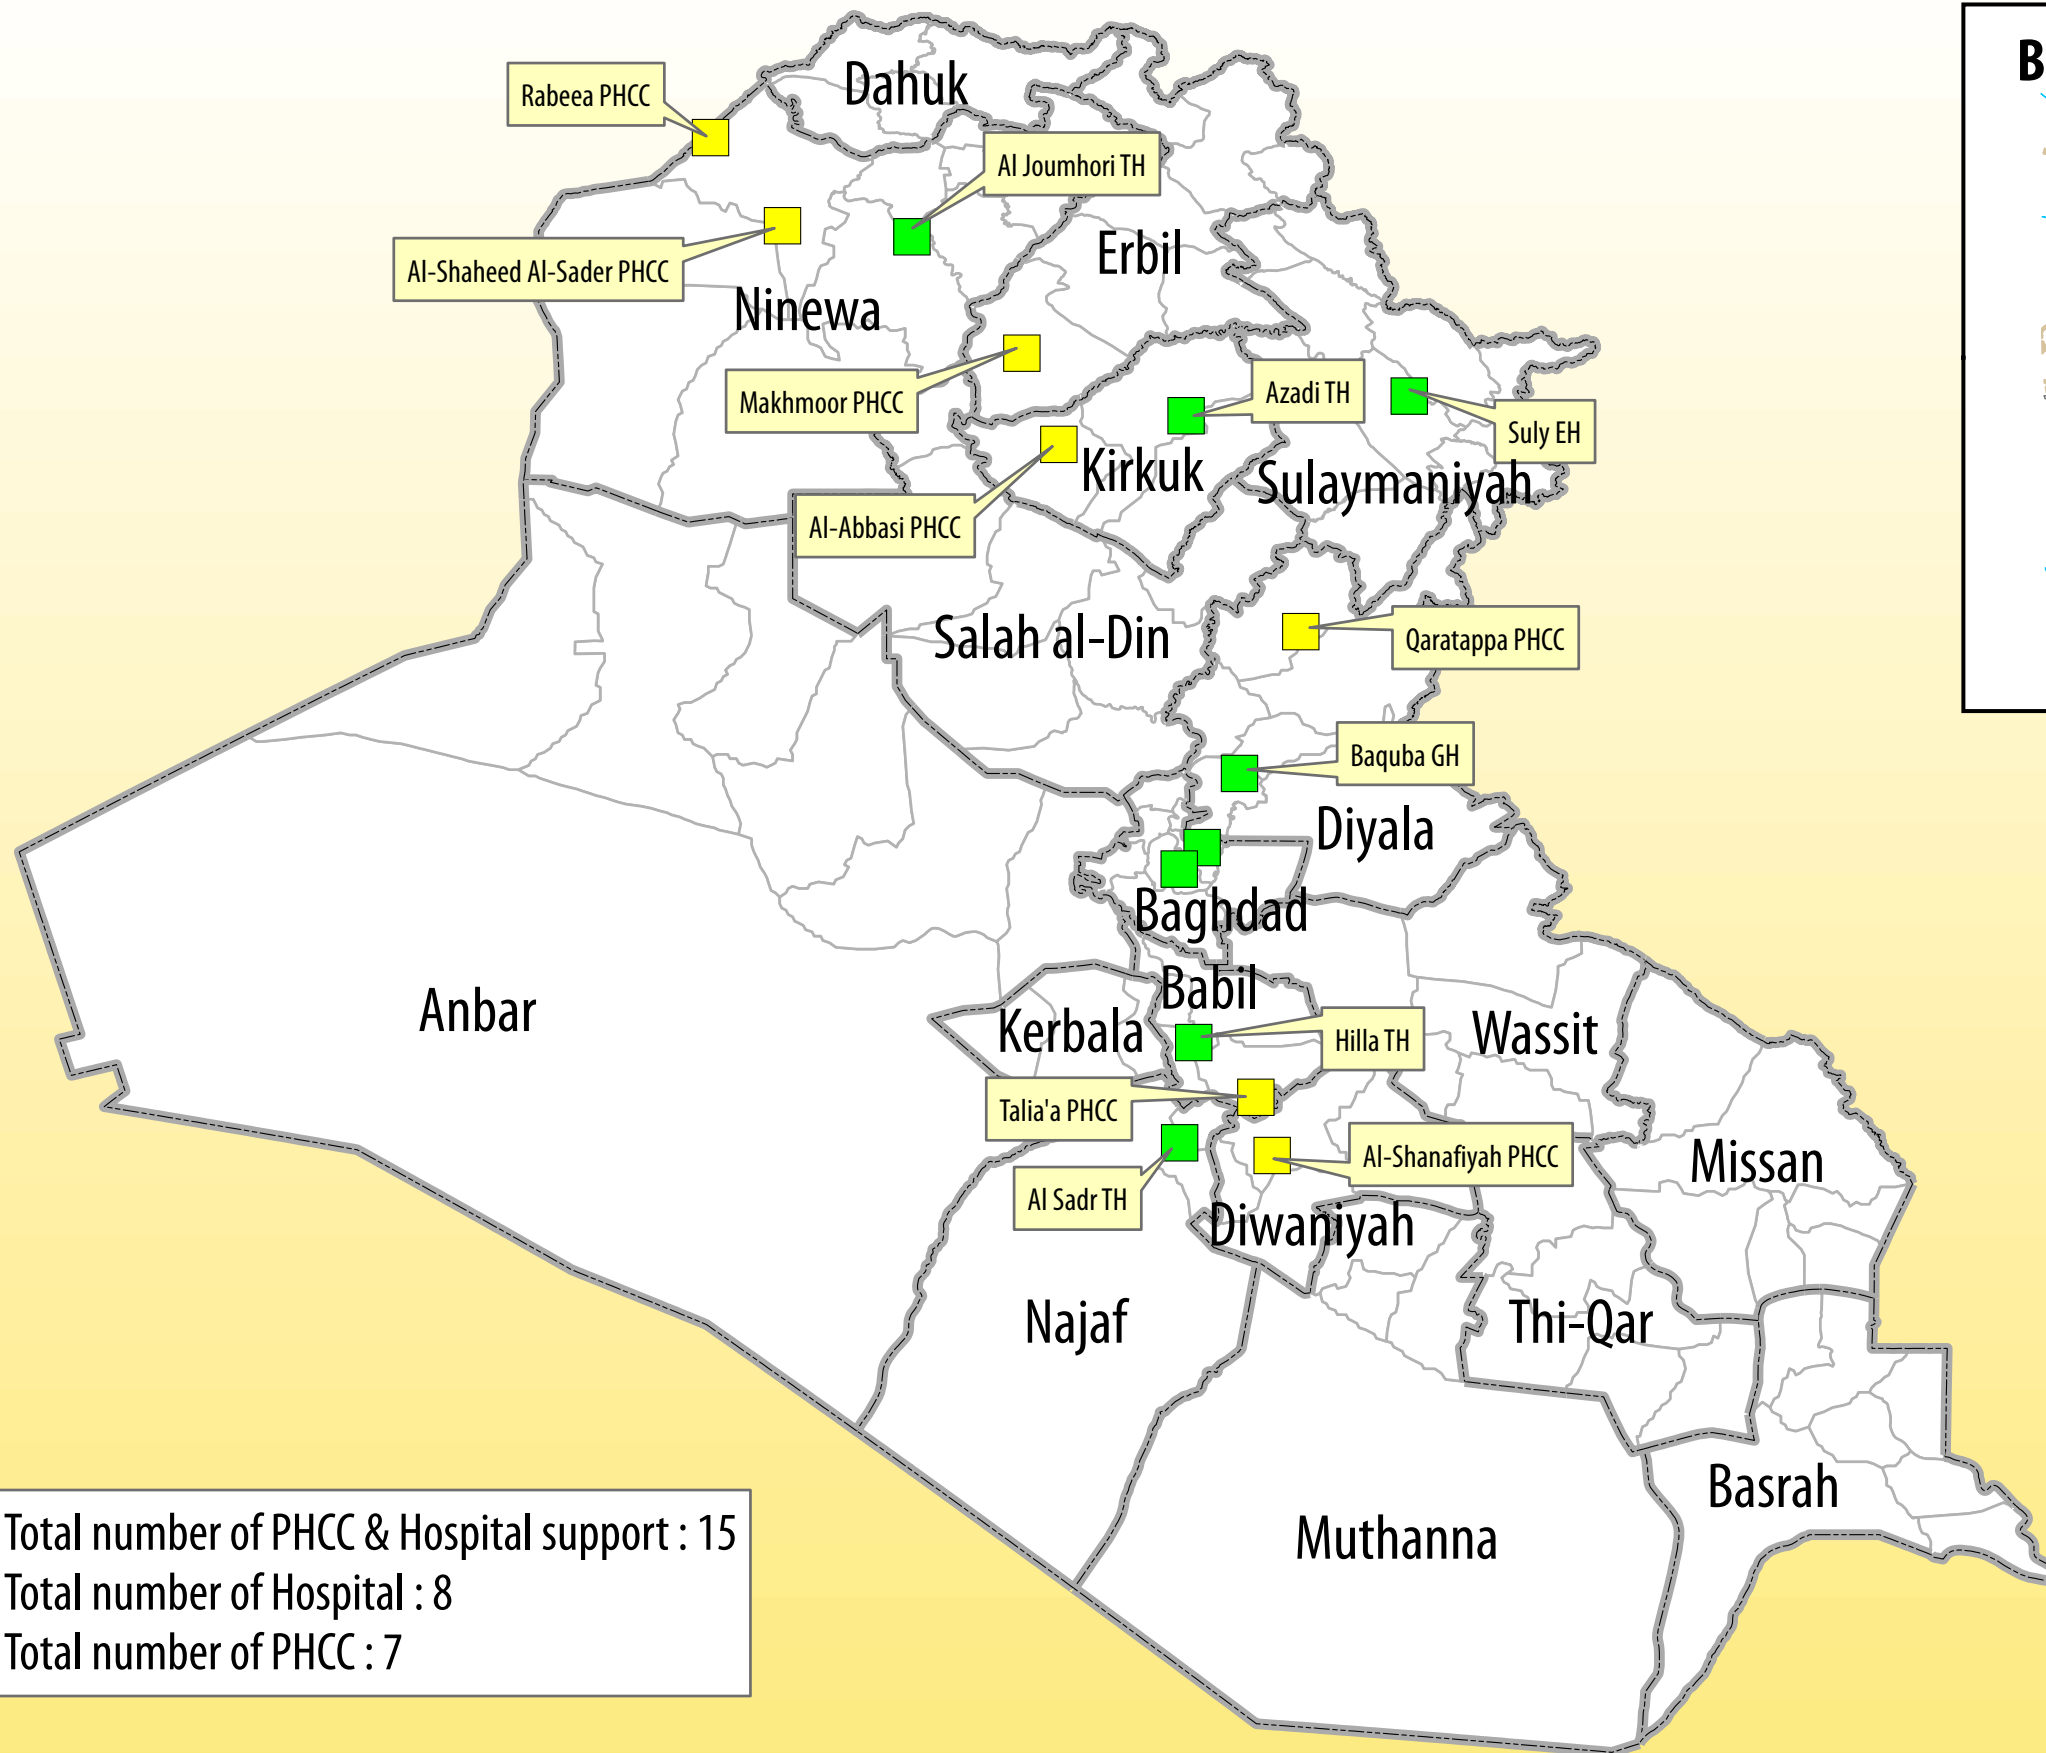 B
Dahuk
Rabeea PHCC
Al Joumhori TH
Erbil
Al-Shaheed Al-Sader PHCC
Ninewa
Makhmoor PHCC
Azadi TH
Suly EH
Kirkuk
Sulaymaniyah
Al-Abbasi PHCC
Salah al-Din
Qaratappa PHCC
Baquba GH
Diyala
Baghdad
Babil
Anbar
Kerbala
Hilla TH
Wassit
Talia'a PHCC
Al-Shanafiyah PHCC
Missan
Al Sadr TH
Diwaniyah
Najaf
Thi-Qar
Basrah
Muthanna
Total number of PHCC & Hospital support : 15
Total number of Hospital : 8
Total number of PHCC : 7